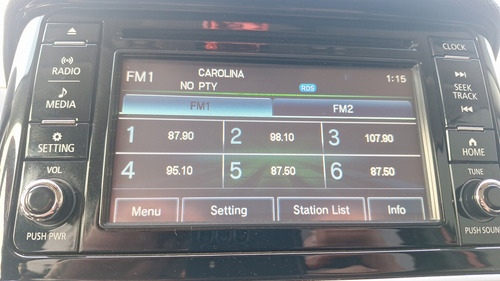 RADIO
MEDIA
SETTING
VOL
PUSH PWR
FM1 CAROLINA 1:15
NO PTY RDS
FM1 FM2
1 87.90 2 98.10 3 107.90
4 95.10 5 87.50 6 87.50
Menu Setting Station List Info
CLOCK
SEEK
TRACK
HOME
TUNE
PUSH SOUND